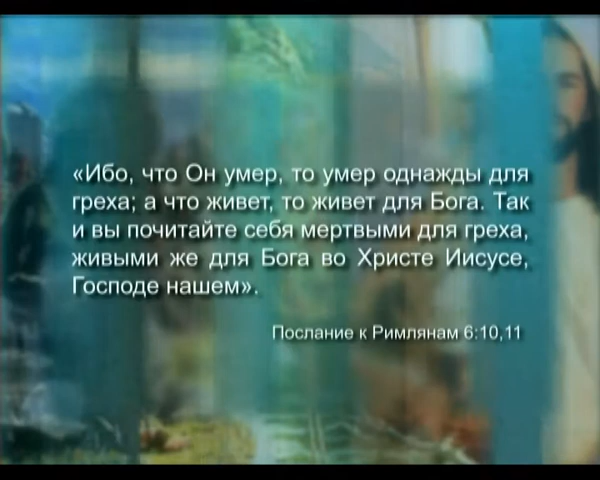 «Ибо, что Он умер, то умер однажды для
греха; а что живет, то живет для Бога. Так
и вы почитайте себя мертвыми для греха,
живыми же для Бога во Христе Иисусе,
Господе нашем».
Послание к Римлянам 6:10,11